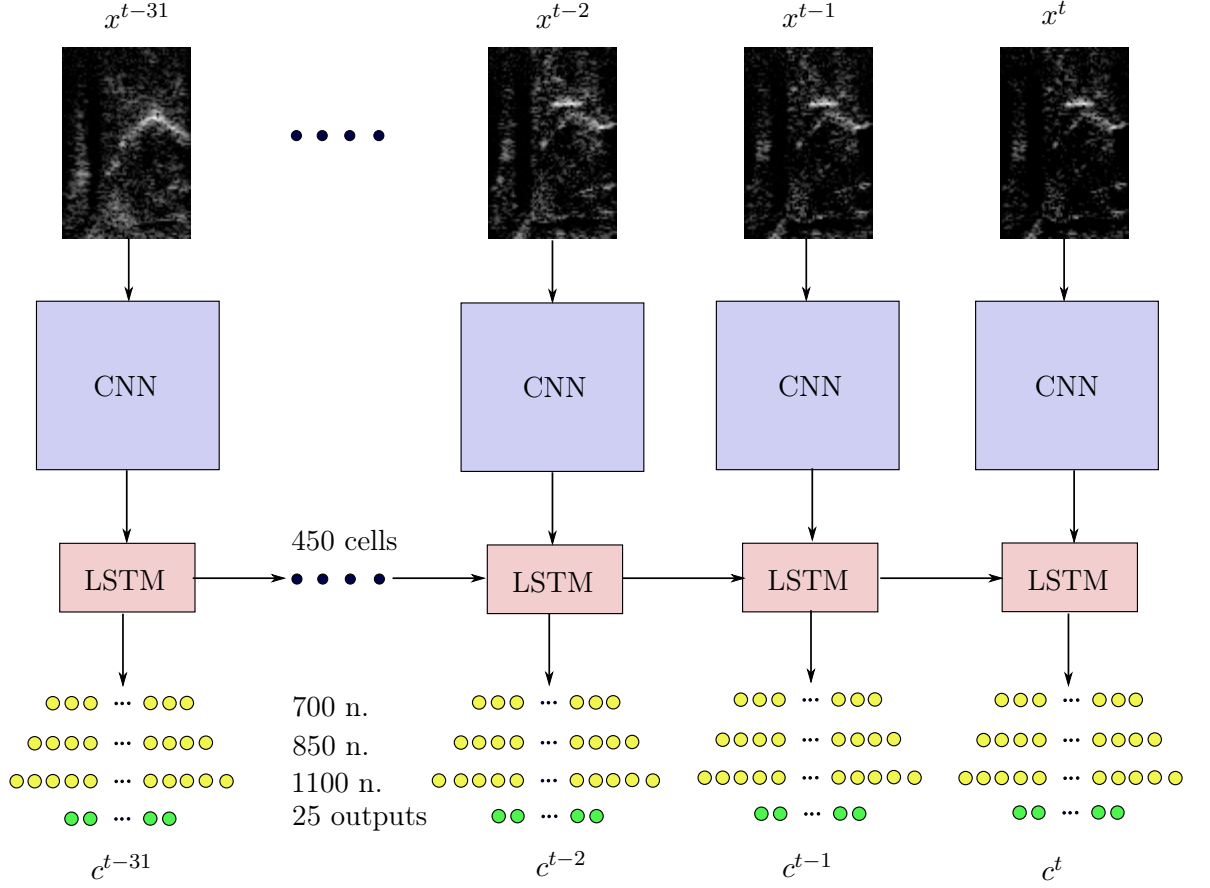 x^{t−31} x^{t−2} x^{t−1} x^t
CNN CNN CNN CNN
450 cells
LSTM LSTM LSTM LSTM
700 n.
850 n.
1100 n.
25 outputs
c^{t−31} c^{t−2} c^{t−1} c^t